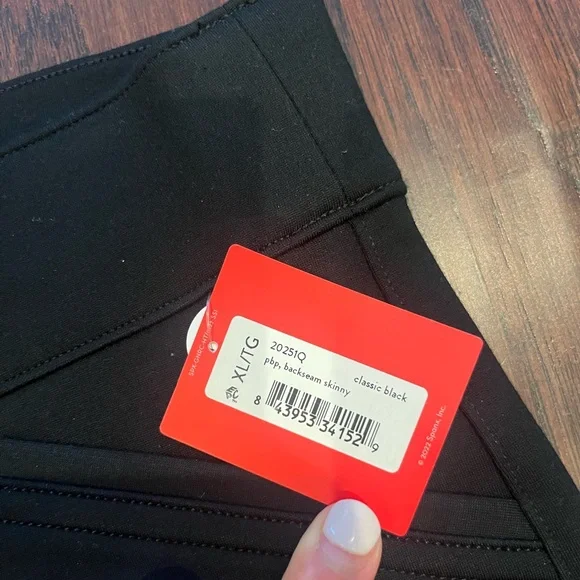 20251Q
pbp, backseam skinny
classic black
XL/TG
8 43953 34152 9
© 2022 Spanx, Inc.